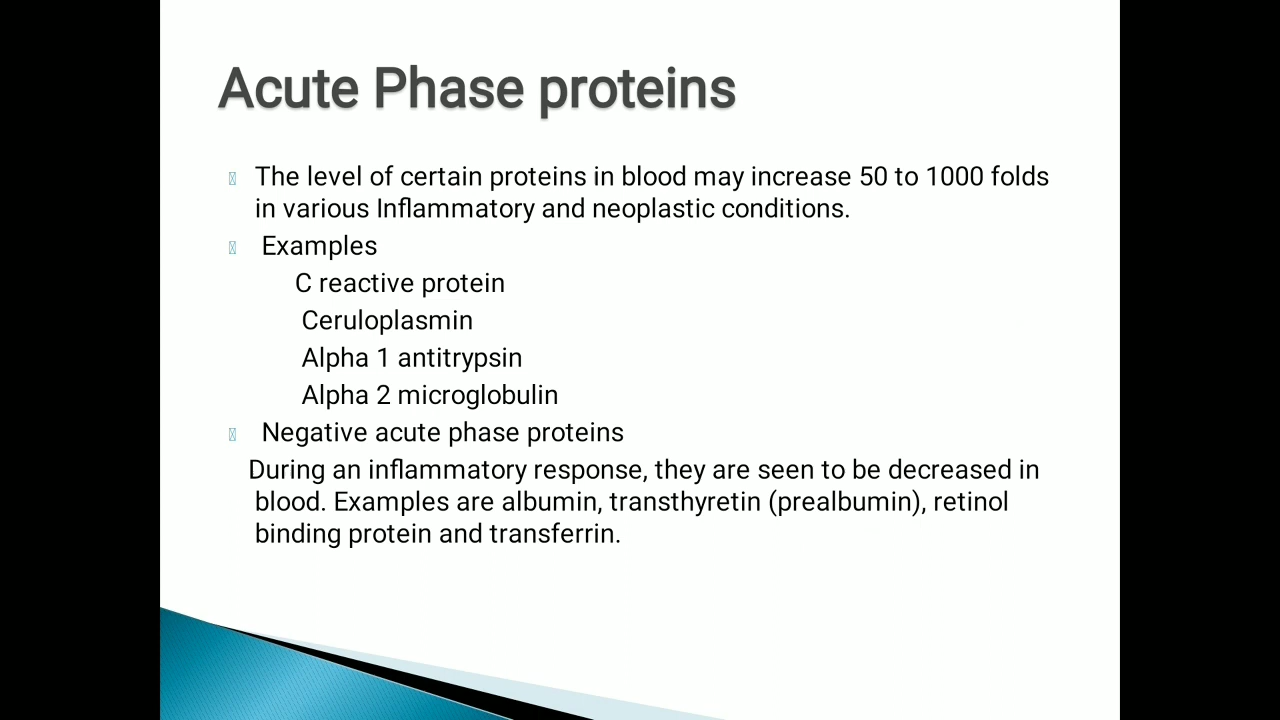 Acute Phase proteins
The level of certain proteins in blood may increase 50 to 1000 folds
in various Inflammatory and neoplastic conditions.
Examples
C reactive protein
Ceruloplasmin
Alpha 1 antitrypsin
Alpha 2 microglobulin
Negative acute phase proteins
During an inflammatory response, they are seen to be decreased in
blood. Examples are albumin, transthyretin (prealbumin), retinol
binding protein and transferrin.